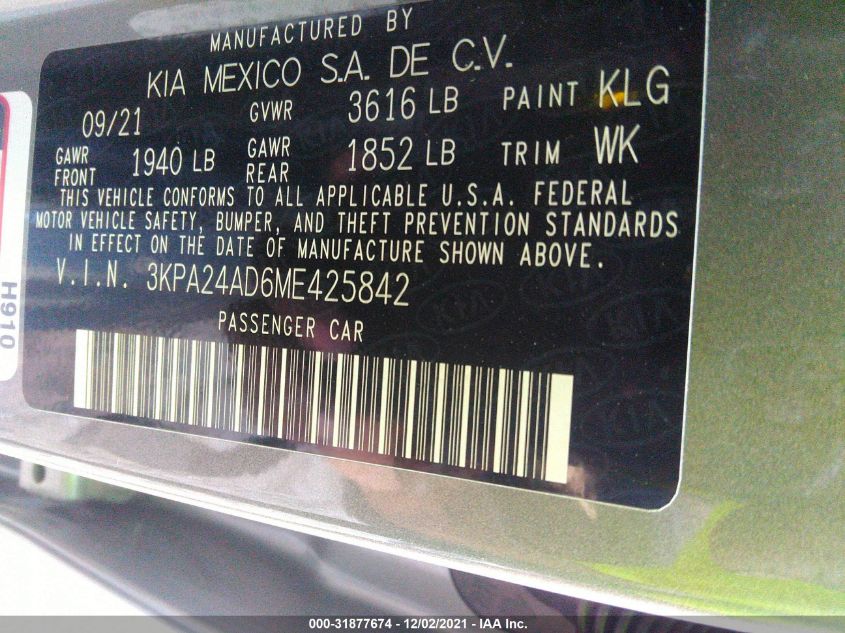 MANUFACTURED BY
KIA MEXICO S.A. DE C.V.
09/21 GVWR 3616 LB PAINT KLG
GAWR FRONT 1940 LB GAWR REAR 1852 LB TRIM WK
THIS VEHICLE CONFORMS TO ALL APPLICABLE U.S.A. FEDERAL
MOTOR VEHICLE SAFETY, BUMPER, AND THEFT PREVENTION STANDARDS
IN EFFECT ON THE DATE OF MANUFACTURE SHOWN ABOVE.
V.I.N. 3KPA24AD6ME425842
PASSENGER CAR
H910
000-31877674 - 12/02/2021 - IAA Inc.